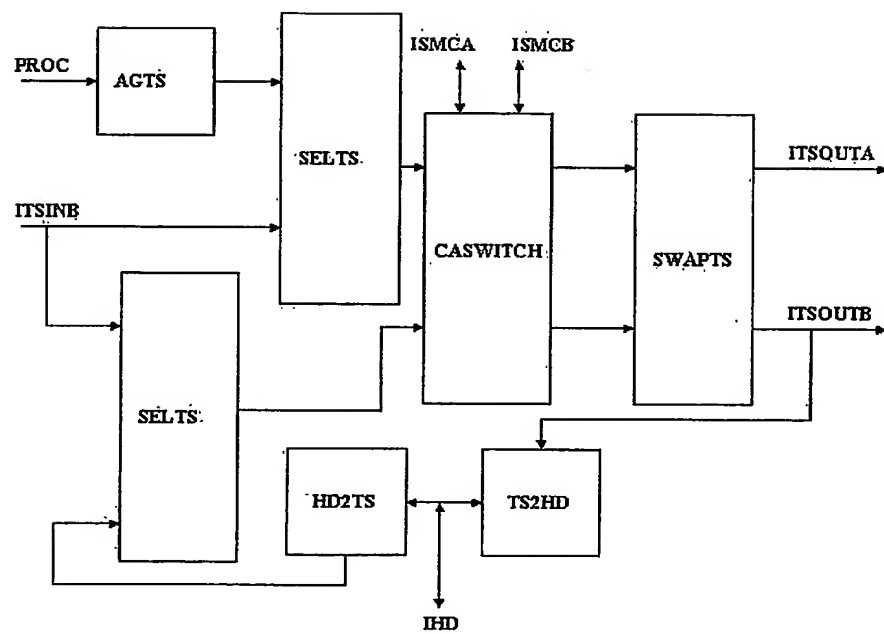 ISMCA ISMCB
PROC
AGTS
SELTS
ITSOUTA
ITSINB
CASWITCH
SWAPTS
ITSOUTB
SELTS
HD2TS
TS2HD
IHD